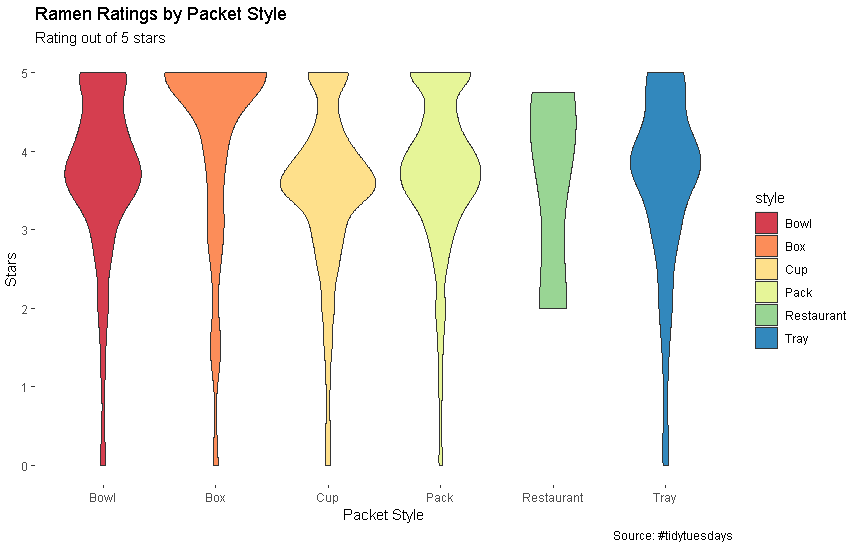 Ramen Ratings by Packet Style
Rating out of 5 stars
Stars
5
4
3
2
1
0
Bowl Box Cup Pack Restaurant Tray
Packet Style
style
Bowl
Box
Cup
Pack
Restaurant
Tray
Source: #tidytuesdays